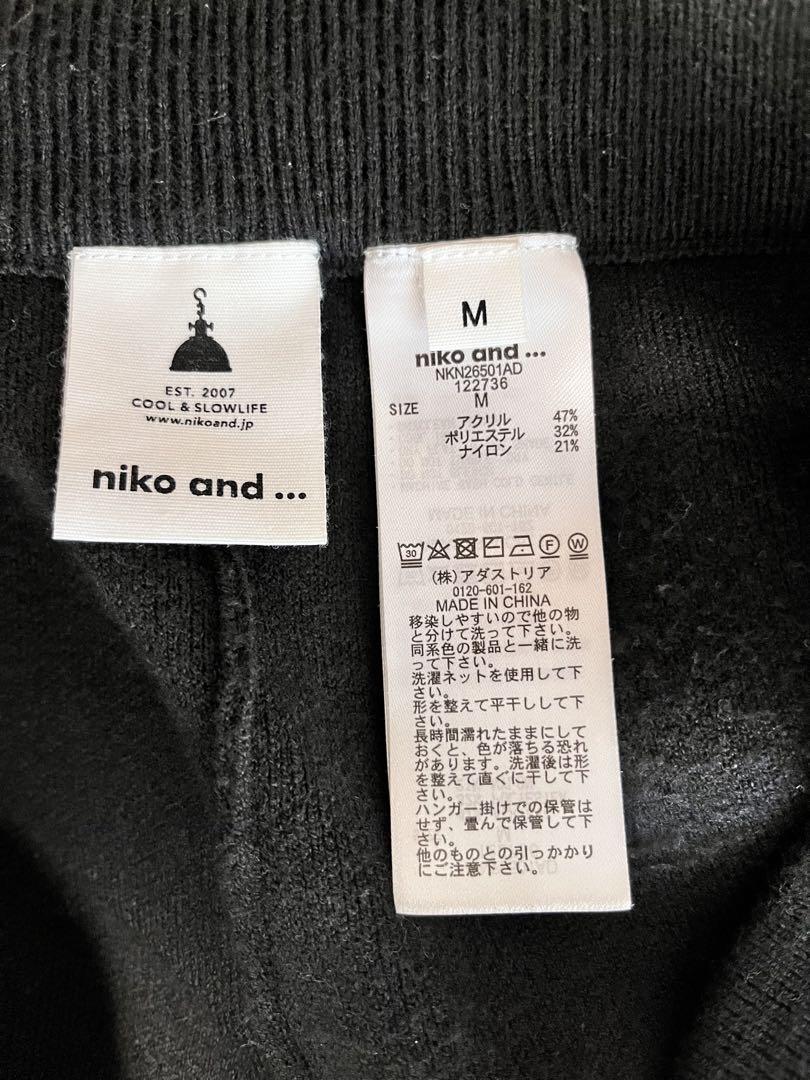 EST. 2007
COOL & SLOWLIFE
www.nikoand.jp
niko and ...
M
niko and ...
NKN26501AD
122736
SIZE M
アクリル 47%
ポリエステル 32%
ナイロン 21%
30
F
W
(株)アダストリア
0120-601-162
MADE IN CHINA
移染しやすいので他の物
と分けて洗って下さい。
同系色の製品と一緒に洗
って下さい。
洗濯ネットを使用して下
さい。
形を整えて平干しして下
さい。
長時間濡れたままにして
おくと、色が落ちる恐れ
があります。洗濯後は形
を整えて直ぐに干して下
さい。
ハンガー掛けでの保管は
せず、畳んで保管して下
さい。
他のものとの引っかかり
にご注意下さい。